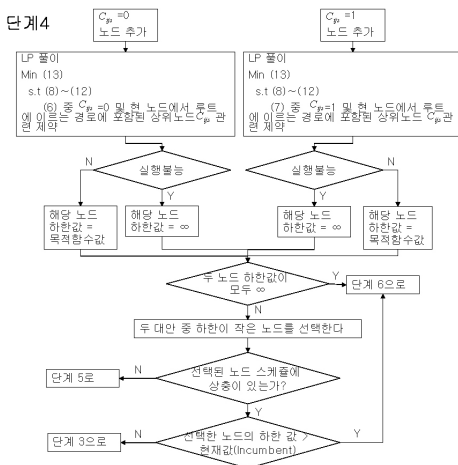 단계4
C_{ijt} =0
노드 추가
C_{ijt} =1
노드 추가
LP 풀이
Min (13)
s.t (8)~(12)
(6) 중 =0 및 현 노드에서 루트
에 이르는 경로에 포함된 상위노드 관
련 제약
LP 풀이
Min (13)
s.t (8)~(12)
(7) 중 =1 및 현 노드에서 루트
에 이르는 경로에 포함된 상위노드 관
련 제약
N
실행불능
Y
실행불능
N
Y
해당 노드
하한값 =
목적함수값
해당 노드
하한값 = ∞
해당 노드
하한값 = ∞
해당 노드
하한값 =
목적함수값
두 노드 하한값이
모두 ∞
Y
단계 6으로
N
두 대안 중 하한이 작은 노드를 선택한다
단계 5로
N
선택된 노드 스케쥴에
상충이 있는가?
Y
단계 3으로
N
선택한 노드의 하한 값 >
현재값(Incumbent)
Y